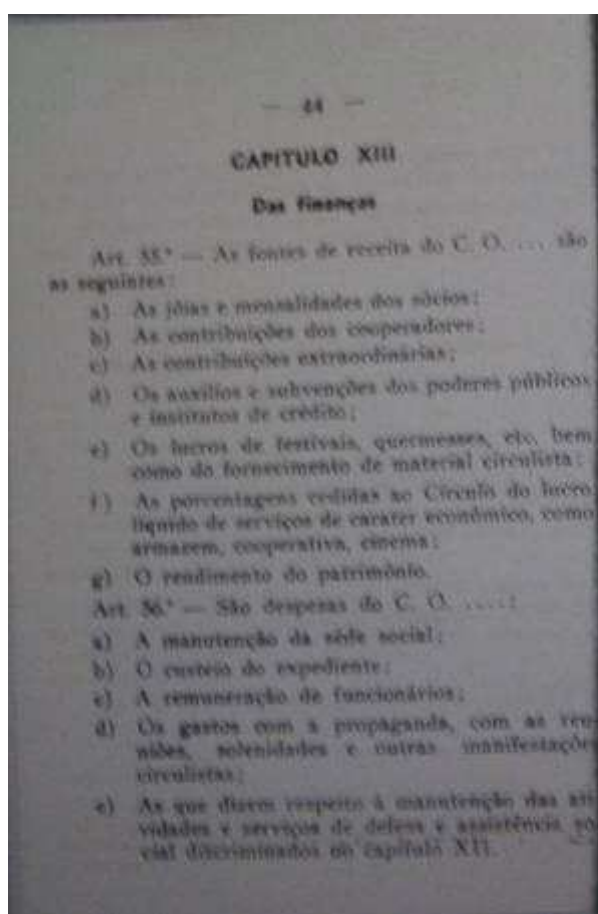 — 44 —
CAPITULO XIII
Das finanças
Art. 55.º — As fontes de receita do C. O. .... são
as seguintes:
a) As jóias e mensalidades dos sócios;
b) As contribuições dos cooperadores;
c) As contribuições extraordinárias;
d) Os auxílios e subvenções dos poderes públicos
e institutos de crédito;
e) Os lucros de festivais, quermesses, etc. bem
como do fornecimento de material circulista;
f) As porcentagens cedidas ao Círculo do lucro
líquido de serviços de carater econômico, como
armazem, cooperativa, cinema;
g) O rendimento do patrimônio.
Art. 56.º — São despezas do C. O. .....:
a) A manutenção da séde social;
b) O custeio do expediente;
c) A remuneração de funcionários;
d) Os gastos com a propaganda, com as reu-
niões, solenidades e outras manifestações
circulistas;
e) As que dizem respeito à manutenção das ati-
vidades e serviços de defesa e assistência so-
cial discriminados no capítulo XII.